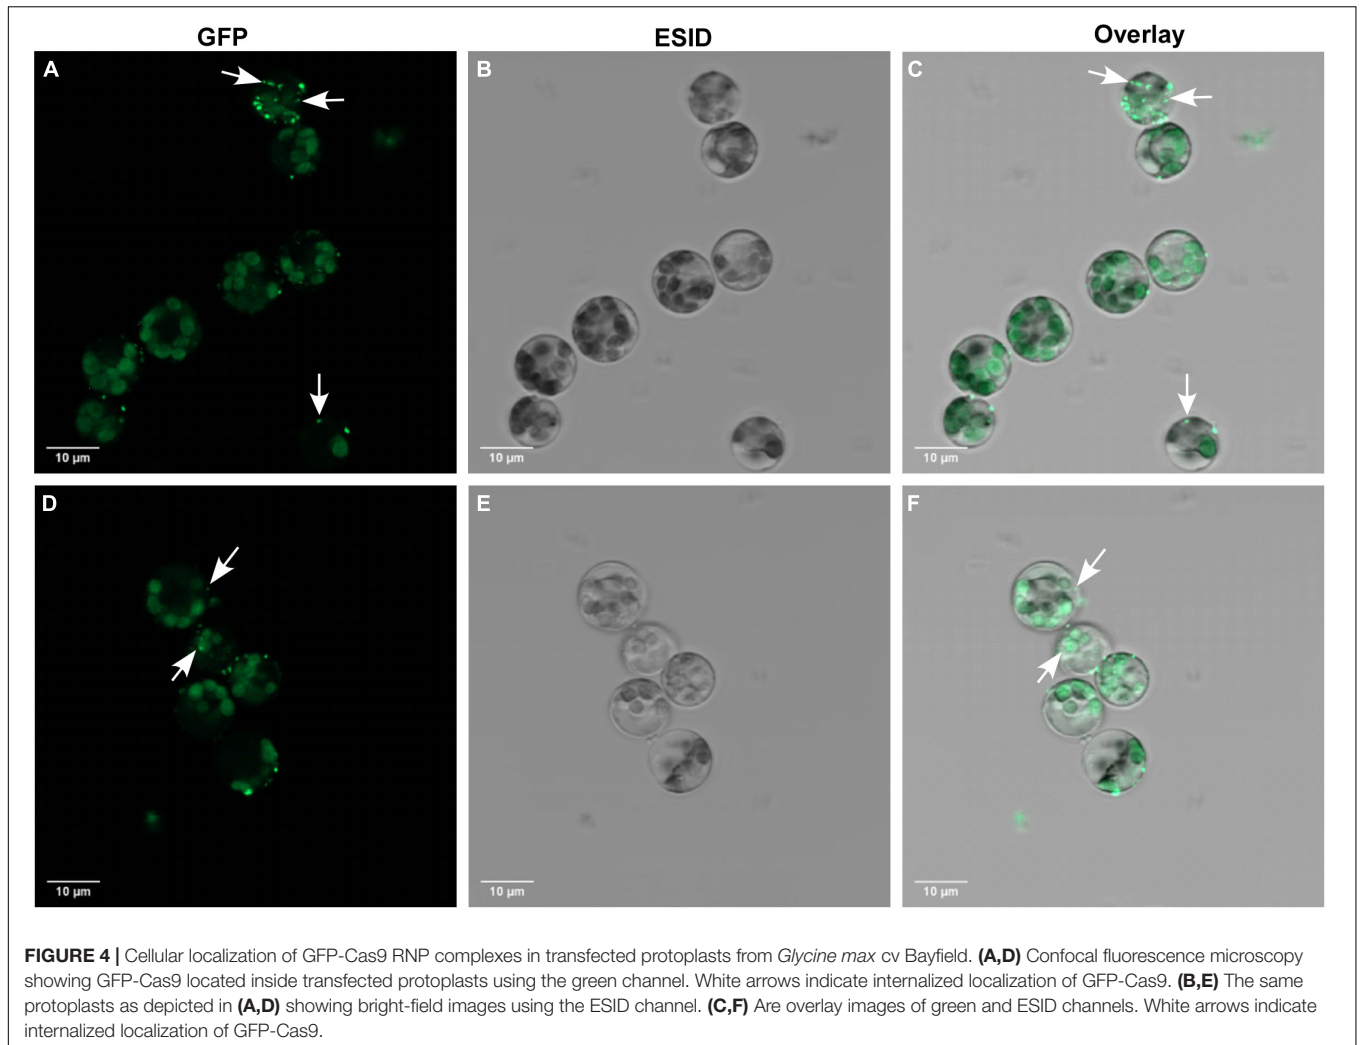 GFP ESID Overlay
A B C
10 µm 10 µm 10 µm
D E F
10 µm 10 µm 10 µm
FIGURE 4 | Cellular localization of GFP-Cas9 RNP complexes in transfected protoplasts from Glycine max cv Bayfield. (A,D) Confocal fluorescence microscopy
showing GFP-Cas9 located inside transfected protoplasts using the green channel. White arrows indicate internalized localization of GFP-Cas9. (B,E) The same
protoplasts as depicted in (A,D) showing bright-field images using the ESID channel. (C,F) Are overlay images of green and ESID channels. White arrows indicate
internalized localization of GFP-Cas9.